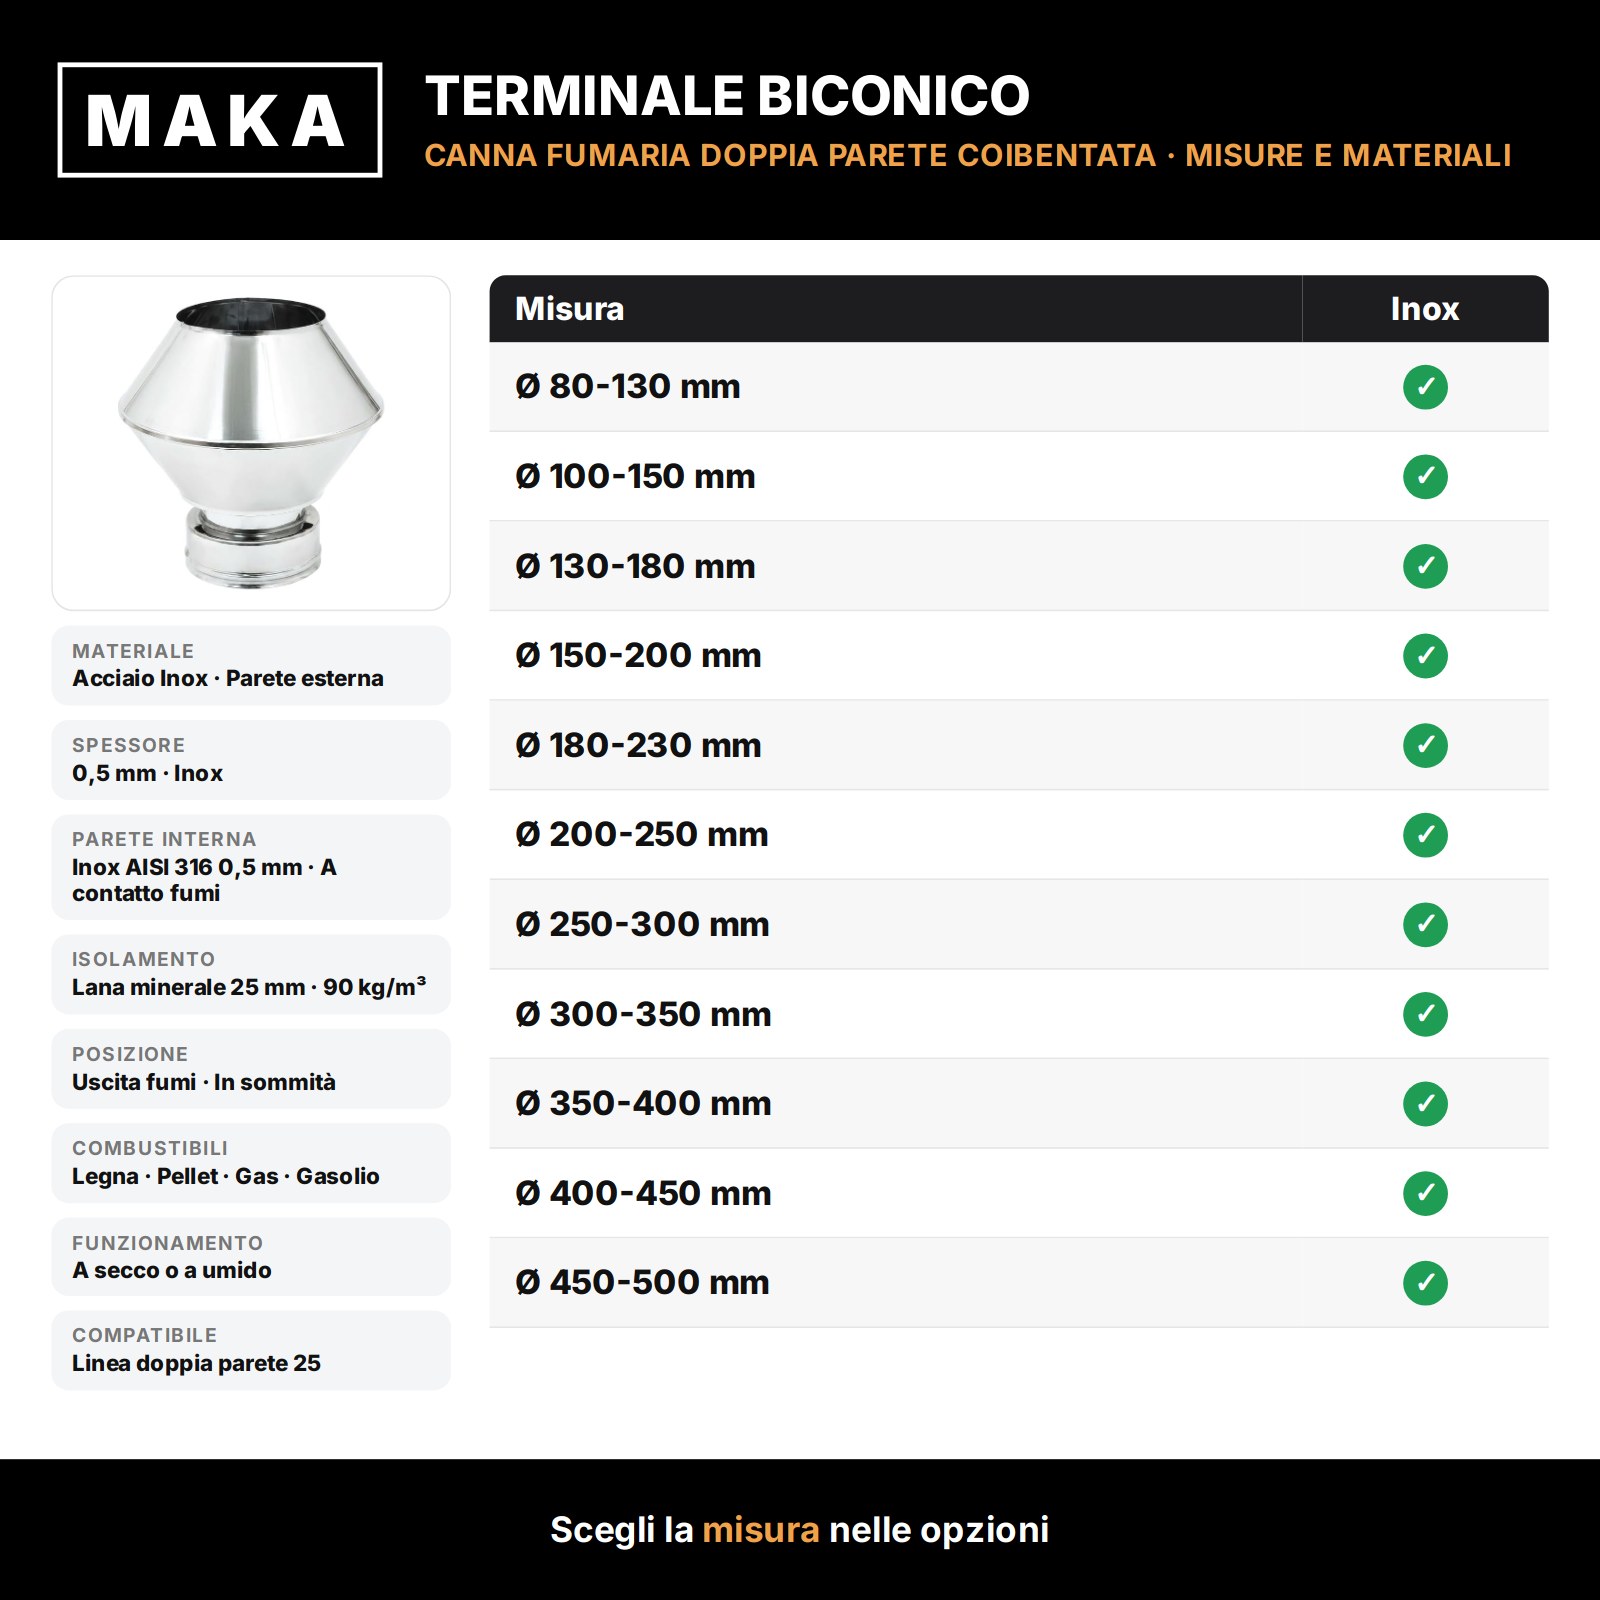 MAKA
TERMINALE BICONICO
CANNA FUMARIA DOPPIA PARETE COIBENTATA · MISURE E MATERIALI
MATERIALE
Acciaio Inox · Parete esterna
SPESSORE
0,5 mm · Inox
PARETE INTERNA
Inox AISI 316 0,5 mm · A
contatto fumi
ISOLAMENTO
Lana minerale 25 mm · 90 kg/m³
POSIZIONE
Uscita fumi · In sommità
COMBUSTIBILI
Legna · Pellet · Gas · Gasolio
FUNZIONAMENTO
A secco o a umido
COMPATIBILE
Linea doppia parete 25
Misura Inox
Ø 80-130 mm ✓
Ø 100-150 mm ✓
Ø 130-180 mm ✓
Ø 150-200 mm ✓
Ø 180-230 mm ✓
Ø 200-250 mm ✓
Ø 250-300 mm ✓
Ø 300-350 mm ✓
Ø 350-400 mm ✓
Ø 400-450 mm ✓
Ø 450-500 mm ✓
Scegli la misura nelle opzioni